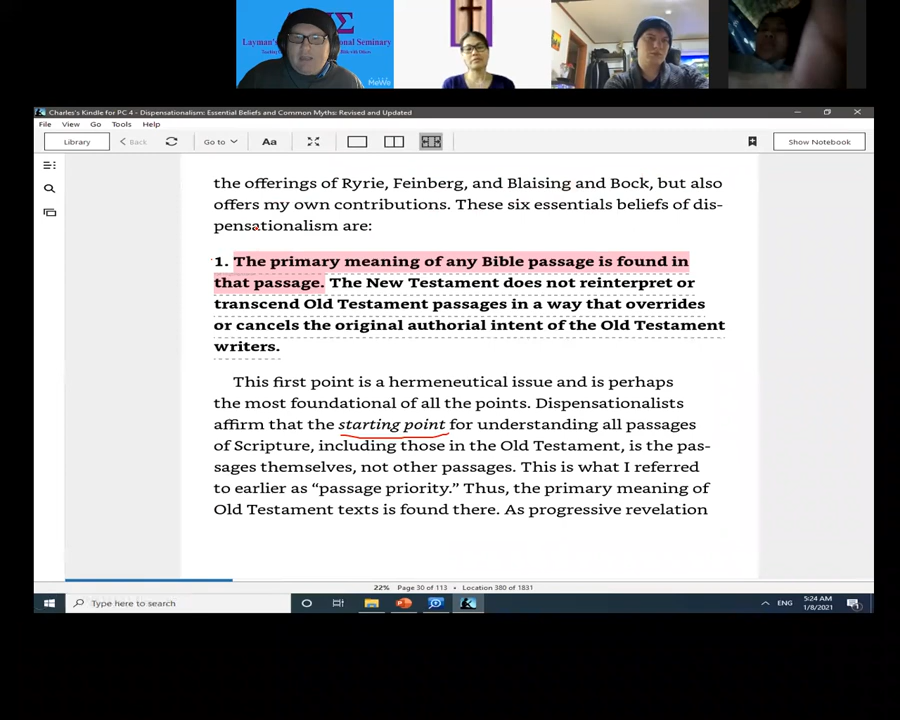 MeWe
Charles's Kindle for PC 4 - Dispensationalism: Essential Beliefs and Common Myths: Revised and Updated
File View Go Tools Help
Library Back Go to Aa Show Notebook
the offerings of Ryrie, Feinberg, and Blaising and Bock, but also
offers my own contributions. These six essentials beliefs of dis-
pensationalism are:
1. The primary meaning of any Bible passage is found in
that passage. The New Testament does not reinterpret or
transcend Old Testament passages in a way that overrides
or cancels the original authorial intent of the Old Testament
writers.
This first point is a hermeneutical issue and is perhaps
the most foundational of all the points. Dispensationalists
affirm that the starting point for understanding all passages
of Scripture, including those in the Old Testament, is the pas-
sages themselves, not other passages. This is what I referred
to earlier as “passage priority.” Thus, the primary meaning of
Old Testament texts is found there. As progressive revelation
22% Page 30 of 113 • Location 380 of 1831
Type here to search
ENG
5:24 AM
1/8/2021